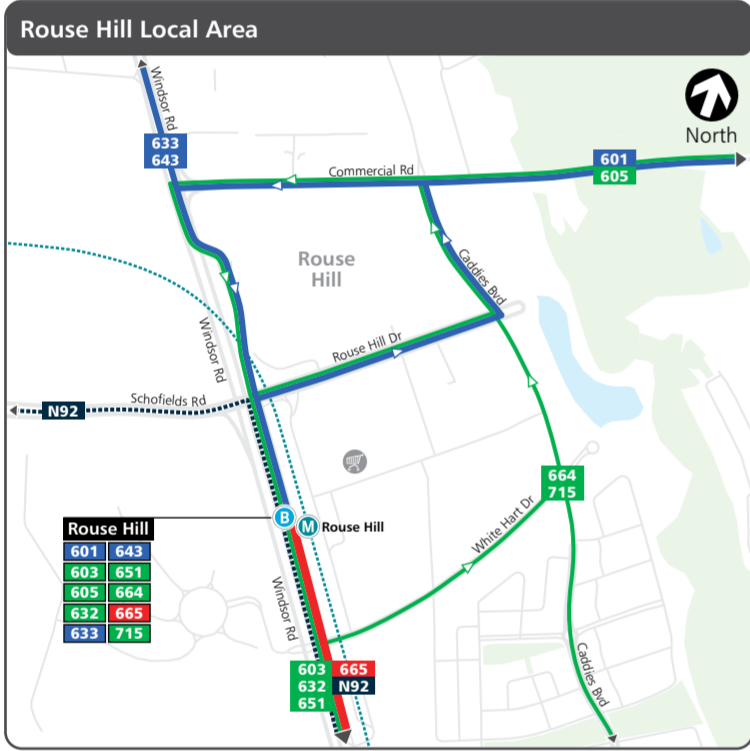 Rouse Hill Local Area
Windsor Rd
North
633
643
Commercial Rd
601
605
Rouse
Hill
Caddies Bvd
Windsor Rd
Rouse Hill Dr
Schofields Rd
N92
664
715
White Hart Dr
B
M Rouse Hill
Rouse Hill
601 643
603 651
605 664
632 665
633 715
Windsor Rd
603 665
632 N92
651
Caddies Bvd